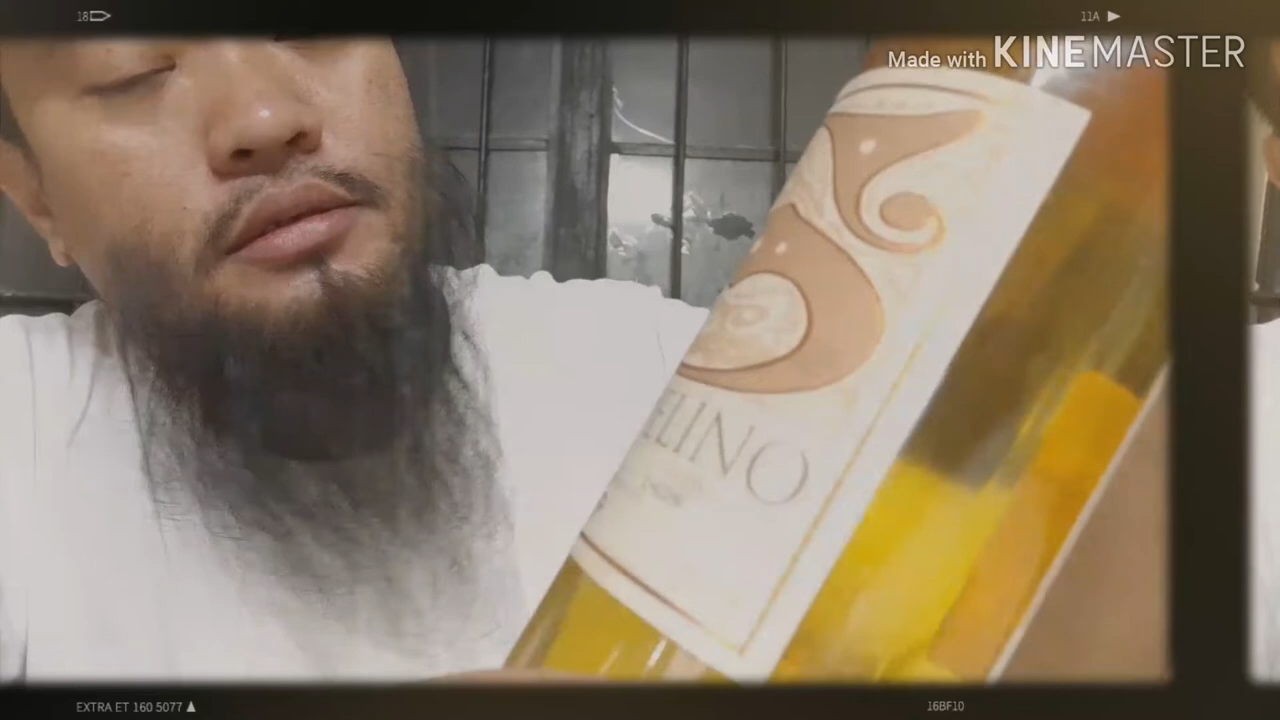 18
11A
Made with KINEMASTER
ELINO
EXTRA ET 160 5077
16BF10